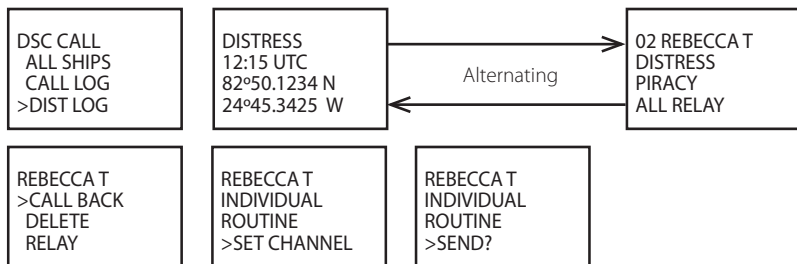 DSC CALL
ALL SHIPS
CALL LOG
>DIST LOG
DISTRESS
12:15 UTC
82º50.1234 N
24º45.3425 W
Alternating
02 REBECCA T
DISTRESS
PIRACY
ALL RELAY
REBECCA T
>CALL BACK
DELETE
RELAY
REBECCA T
INDIVIDUAL
ROUTINE
>SET CHANNEL
REBECCA T
INDIVIDUAL
ROUTINE
>SEND?